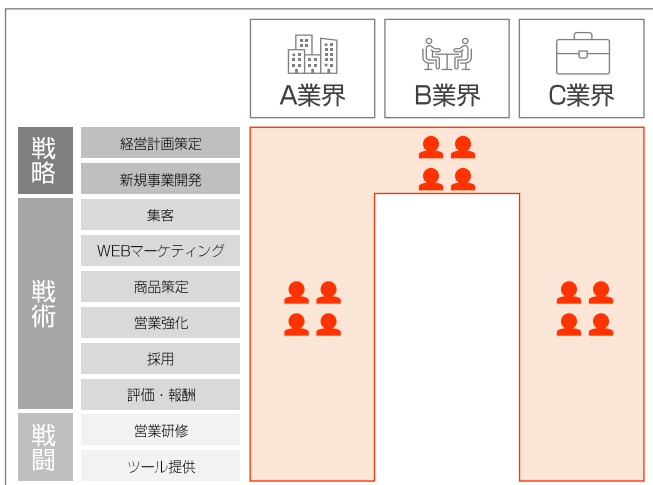 A業界
B業界
C業界
戦略
経営計画策定
新規事業開発
戦術
集客
WEBマーケティング
商品策定
営業強化
採用
評価・報酬
戦闘
営業研修
ツール提供